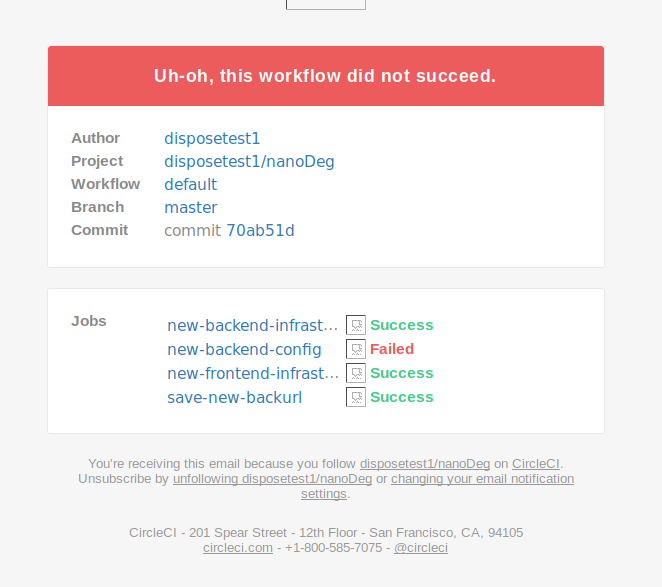 Uh-oh, this workflow did not succeed.
Author disposetest1
Project disposetest1/nanoDeg
Workflow default
Branch master
Commit commit 70ab51d
Jobs
new-backend-infrast... Success
new-backend-config Failed
new-frontend-infrast... Success
save-new-backurl Success
You're receiving this email because you follow disposetest1/nanoDeg on CircleCI.
Unsubscribe by unfollowing disposetest1/nanoDeg or changing your email notification
settings.
CircleCI - 201 Spear Street - 12th Floor - San Francisco, CA, 94105
circleci.com - +1-800-585-7075 - @circleci